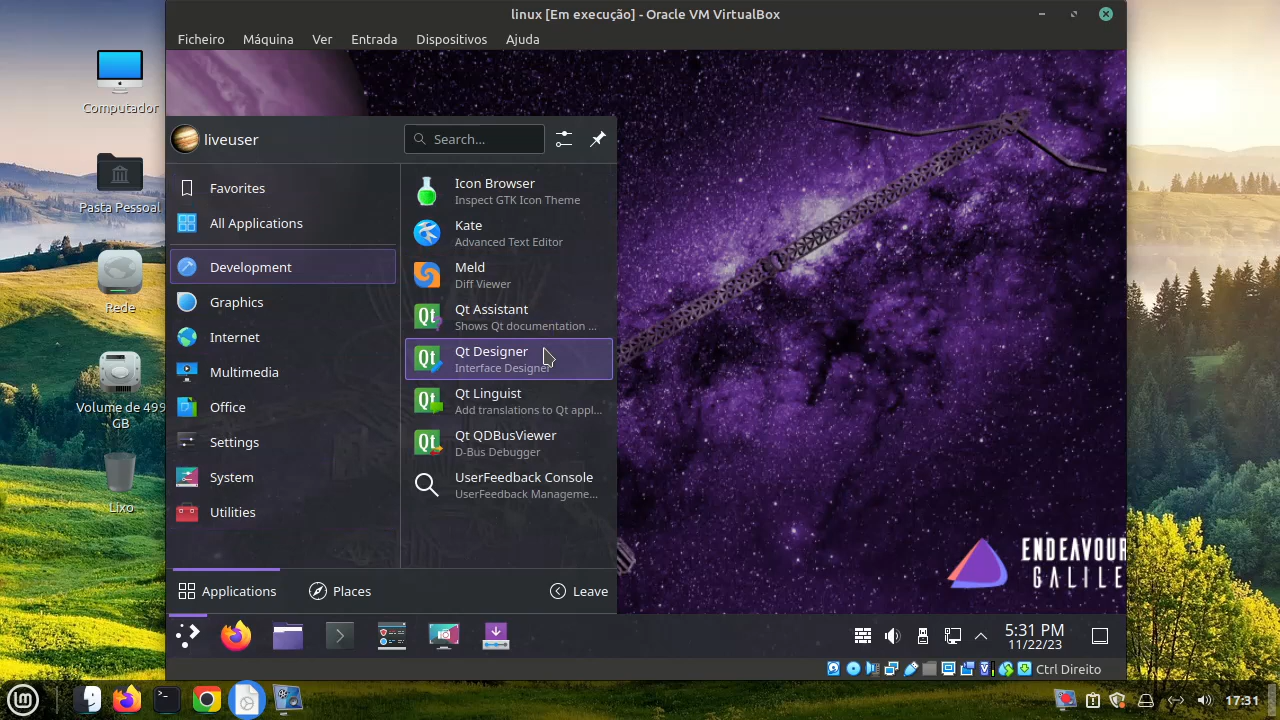 linux [Em execução] - Oracle VM VirtualBox
Ficheiro Máquina Ver Entrada Dispositivos Ajuda
Computador
Pasta Pessoal
Rede
Volume de 499
GB
Lixo
liveuser
Search...
Favorites
All Applications
Development
Graphics
Internet
Multimedia
Office
Settings
System
Utilities
Icon Browser
Inspect GTK Icon Theme
Kate
Advanced Text Editor
Meld
Diff Viewer
Qt Assistant
Shows Qt documentation ...
Qt Designer
Interface Designer
Qt Linguist
Add translations to Qt appl...
Qt QDBusViewer
D-Bus Debugger
UserFeedback Console
UserFeedback Manageme...
Applications Places Leave
ENDEAVOUR
GALILE
5:31 PM
11/22/23
Ctrl Direito
17:31